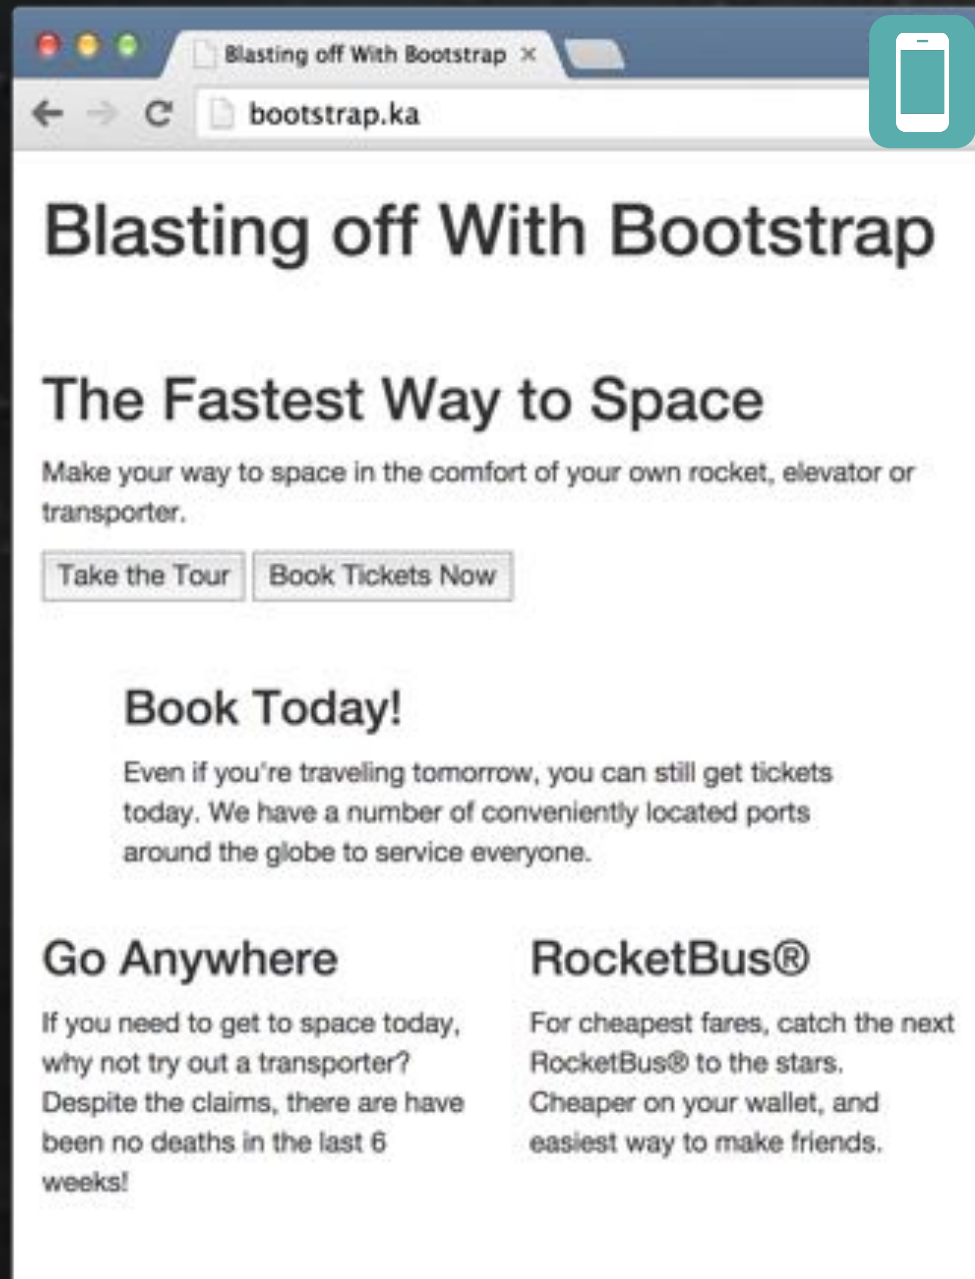 Blasting off With Bootstrap ×
bootstrap.ka
Blasting off With Bootstrap
The Fastest Way to Space
Make your way to space in the comfort of your own rocket, elevator or
transporter.
Take the Tour
Book Tickets Now
Book Today!
Even if you're traveling tomorrow, you can still get tickets
today. We have a number of conveniently located ports
around the globe to service everyone.
Go Anywhere
If you need to get to space today,
why not try out a transporter?
Despite the claims, there are have
been no deaths in the last 6
weeks!
RocketBus®
For cheapest fares, catch the next
RocketBus® to the stars.
Cheaper on your wallet, and
easiest way to make friends.